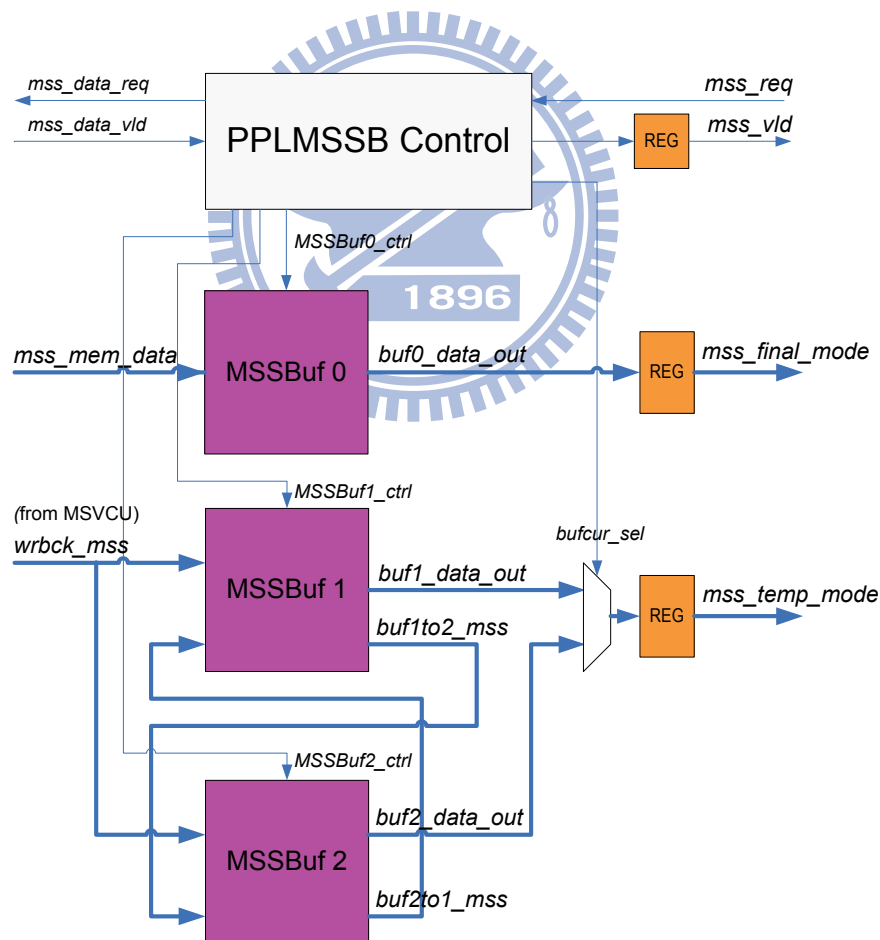 mss_data_req
mss_req
mss_data_vld
PPLMSSB Control
REG
mss_vld
MSSBuf0_ctrl
8
1896
mss_mem_data
MSSBuf 0
buf0_data_out
REG
mss_final_mode
MSSBuf1_ctrl
(from MSVCU)
wrbck_mss
bufcur_sel
MSSBuf 1
buf1_data_out
REG
mss_temp_mode
buf1to2_mss
MSSBuf2_ctrl
MSSBuf 2
buf2_data_out
buf2to1_mss